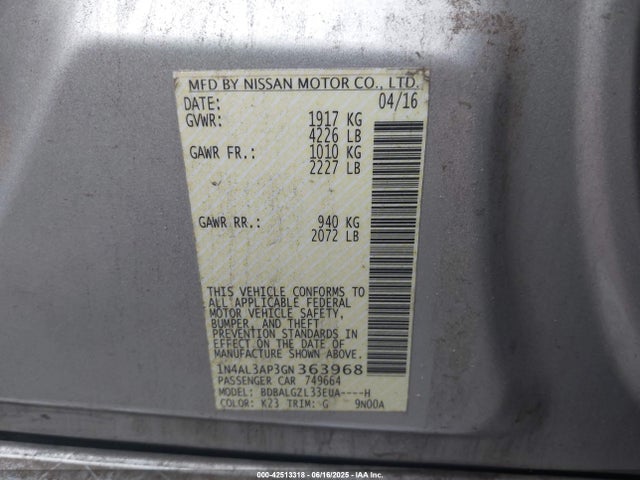 MFD BY NISSAN MOTOR CO., LTD.
DATE: 04/16
GVWR: 1917 KG
4226 LB
GAWR FR.: 1010 KG
2227 LB
GAWR RR.: 940 KG
2072 LB
THIS VEHICLE CONFORMS TO
ALL APPLICABLE FEDERAL
MOTOR VEHICLE SAFETY,
BUMPER, AND THEFT
PREVENTION STANDARDS IN
EFFECT ON THE DATE OF
MANUFACTURE SHOWN ABOVE.
1N4AL3AP3GN363968
PASSENGER CAR 749664
MODEL: BDBALGZL33EUA----H
COLOR: K23 TRIM: G 9N00A
000-42513318 - 06/16/2025 - IAA Inc.